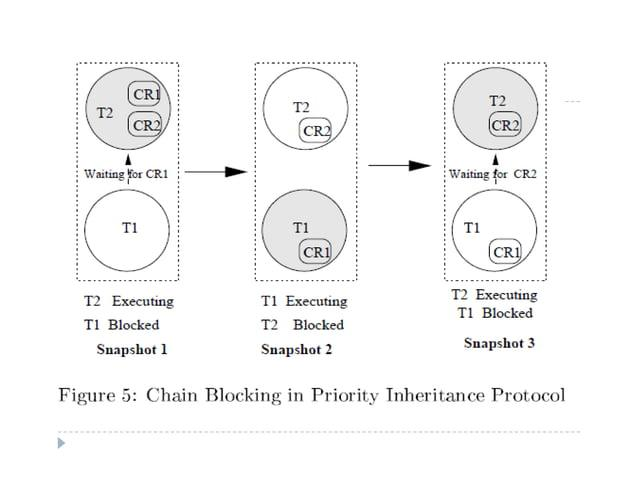 T2
CR1
CR2
Waiting for CR1
T1
T2 Executing
T1 Blocked
Snapshot 1
T2
CR2
T1
CR1
T1 Executing
T2 Blocked
Snapshot 2
T2
CR2
Waiting for CR2
T1
CR1
T2 Executing
T1 Blocked
Snapshot 3
Figure 5: Chain Blocking in Priority Inheritance Protocol